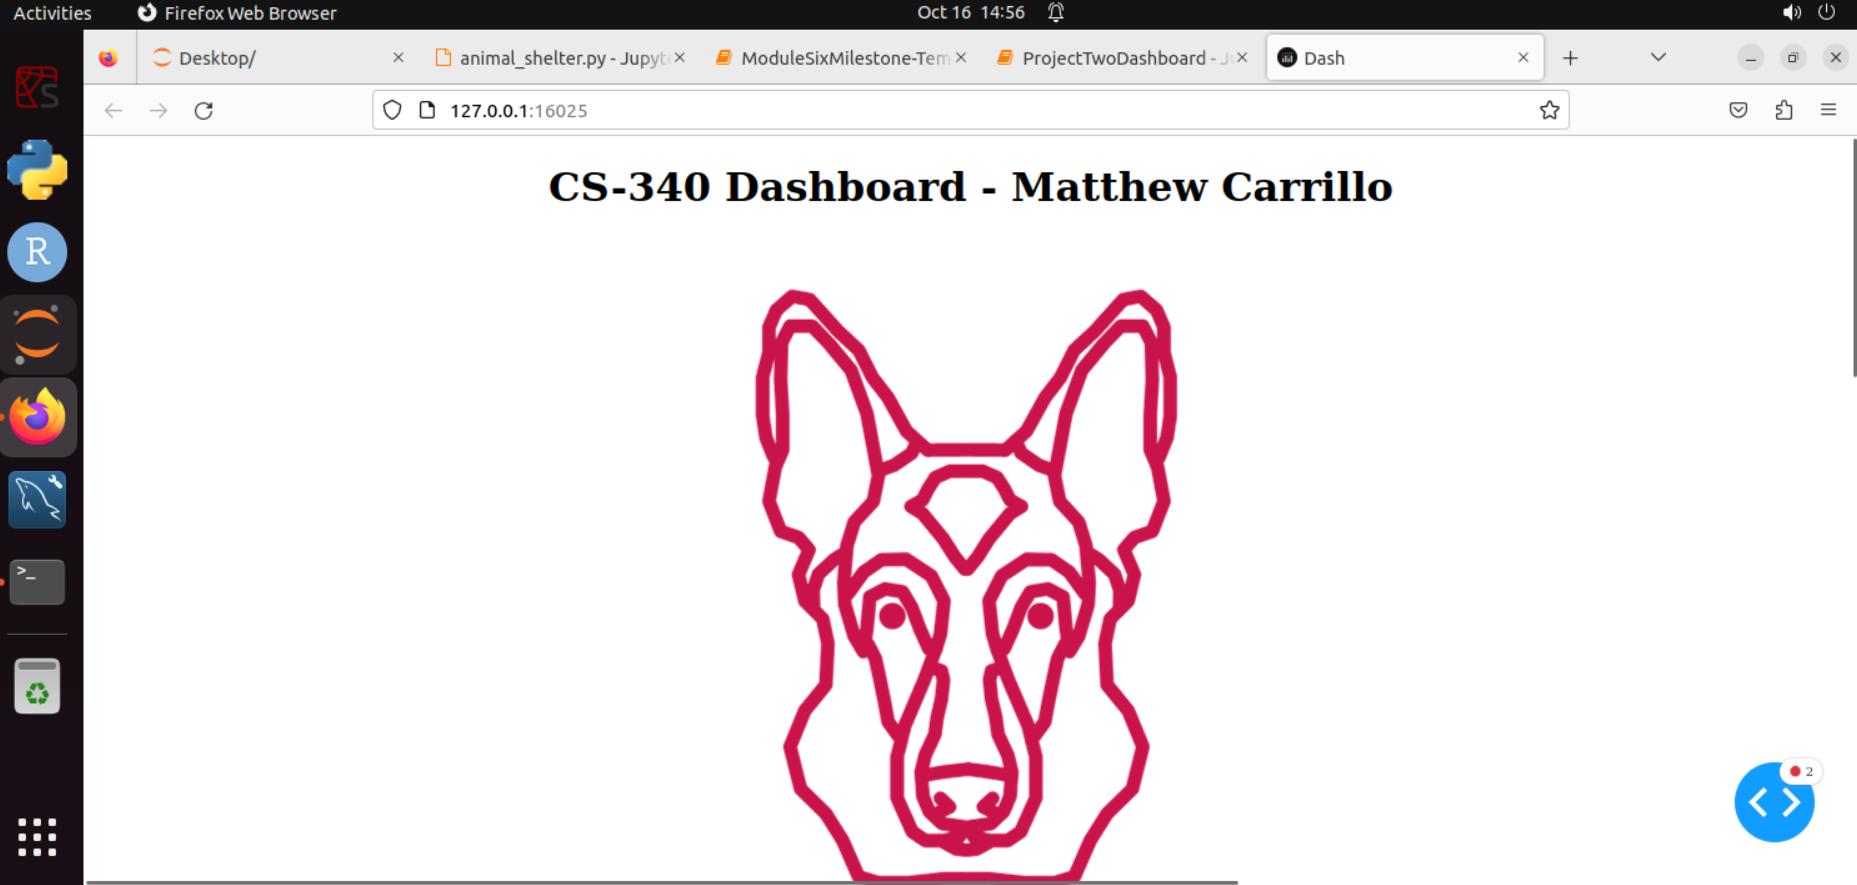 Activities
Firefox Web Browser
Oct 16 14:56
Desktop/
animal_shelter.py - Jupyt
ModuleSixMilestone-Tem
ProjectTwoDashboard - J
Dash
127.0.0.1:16025
CS-340 Dashboard - Matthew Carrillo
S
R
>_
2